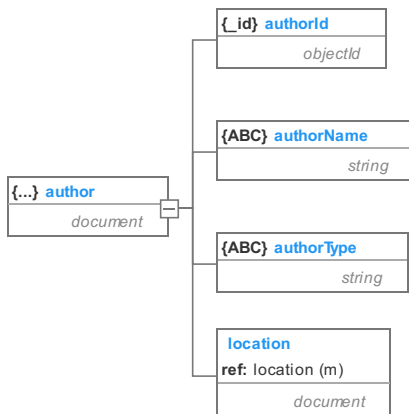 {_id} authorId
objectId
{ABC} authorName
string
{...} author
document
{ABC} authorType
string
location
ref: location (m)
document